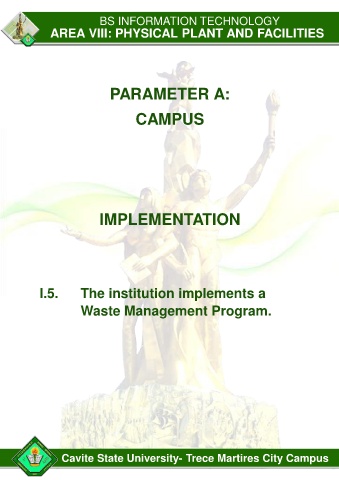 BS INFORMATION TECHNOLOGY
AREA VIII: PHYSICAL PLANT AND FACILITIES
PARAMETER A:
CAMPUS
IMPLEMENTATION
I.5. The institution implements a
Waste Management Program.
Cavite State University- Trece Martires City Campus